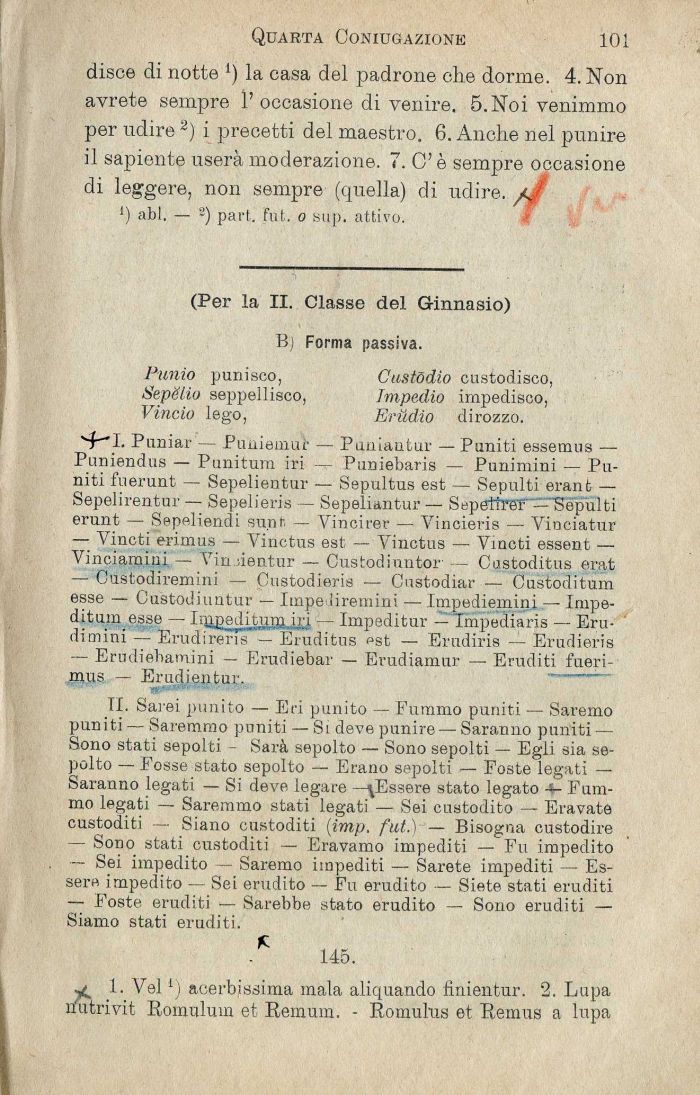 QUARTA CONIUGAZIONE 101
disce di notte ¹) la casa del padrone che dorme. 4. Non
avrete sempre l' occasione di venire. 5. Noi venimmo
per udire ²) i precetti del maestro. 6. Anche nel punire
il sapiente userà moderazione. 7. C' è sempre occasione
di leggere, non sempre (quella) di udire.
¹) abl. — ²) part. fut. o sup. attivo.
(Per la II. Classe del Ginnasio)
B) Forma passiva.
Punio punisco, Custōdio custodisco,
Sepĕlio seppellisco, Impedio impedisco,
Vincio lego, Erŭdio dirozzo.
I. Puniar — Puniemur — Puniantur — Puniti essemus —
Puniendus — Punitum iri — Puniebaris — Punimini — Pu-
niti fuerunt — Sepelientur — Sepultus est — Sepulti erant —
Sepelirentur — Sepelieris — Sepeliantur — Sepelirer — Sepulti
erunt — Sepeliendi sunt — Vincirer — Vincieris — Vinciatur
— Vincti erimus — Vinctus est — Vinctus — Vincti essent —
Vinciamini — Vincientur — Custodiuntor — Custoditus erat
— Custodiremini — Custodieris — Custodiar — Custoditum
esse — Custodiuntur — Impediremini — Impediemini — Impe-
ditum esse — Impeditum iri — Impeditur — Impediaris — Eru-
dimini — Erudireris — Eruditus est — Erudiris — Erudieris
— Erudiebamini — Erudiebar — Erudiamur — Eruditi fueri-
mus — Erudientur.
II. Sarei punito — Eri punito — Fummo puniti — Saremo
puniti — Saremmo puniti — Si deve punire — Saranno puniti —
Sono stati sepolti – Sarà sepolto — Sono sepolti — Egli sia se-
polto — Fosse stato sepolto — Erano sepolti — Foste legati —
Saranno legati — Si deve legare — Essere stato legato — Fum-
mo legati — Saremmo stati legati — Sei custodito — Eravate
custoditi — Siano custoditi (imp. fut.) — Bisogna custodire
— Sono stati custoditi — Eravamo impediti — Fu impedito
— Sei impedito — Saremo impediti — Sarete impediti — Es-
sere impedito — Sei erudito — Fu erudito — Siete stati eruditi
— Foste eruditi — Sarebbe stato erudito — Sono eruditi —
Siamo stati eruditi.
145.
1. Vel ¹) acerbissima mala aliquando finientur. 2. Lupa
nutrivit Romulum et Remum. - Romulus et Remus a lupa